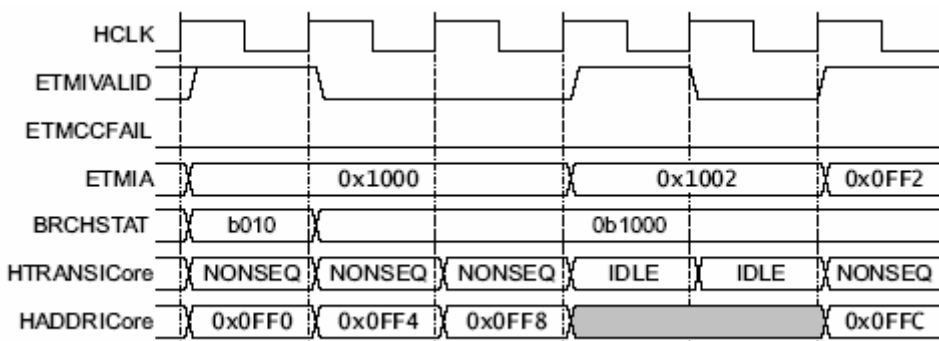 HCLK
ETMIVALID
ETMCCFAIL
ETMIA 0x1000 0x1002 0x0FF2
BRCHSTAT b010 0b1000
HTRANSICore NONSEQ NONSEQ NONSEQ IDLE IDLE NONSEQ
HADDRICore 0x0FF0 0x0FF4 0x0FF8 0x0FFC